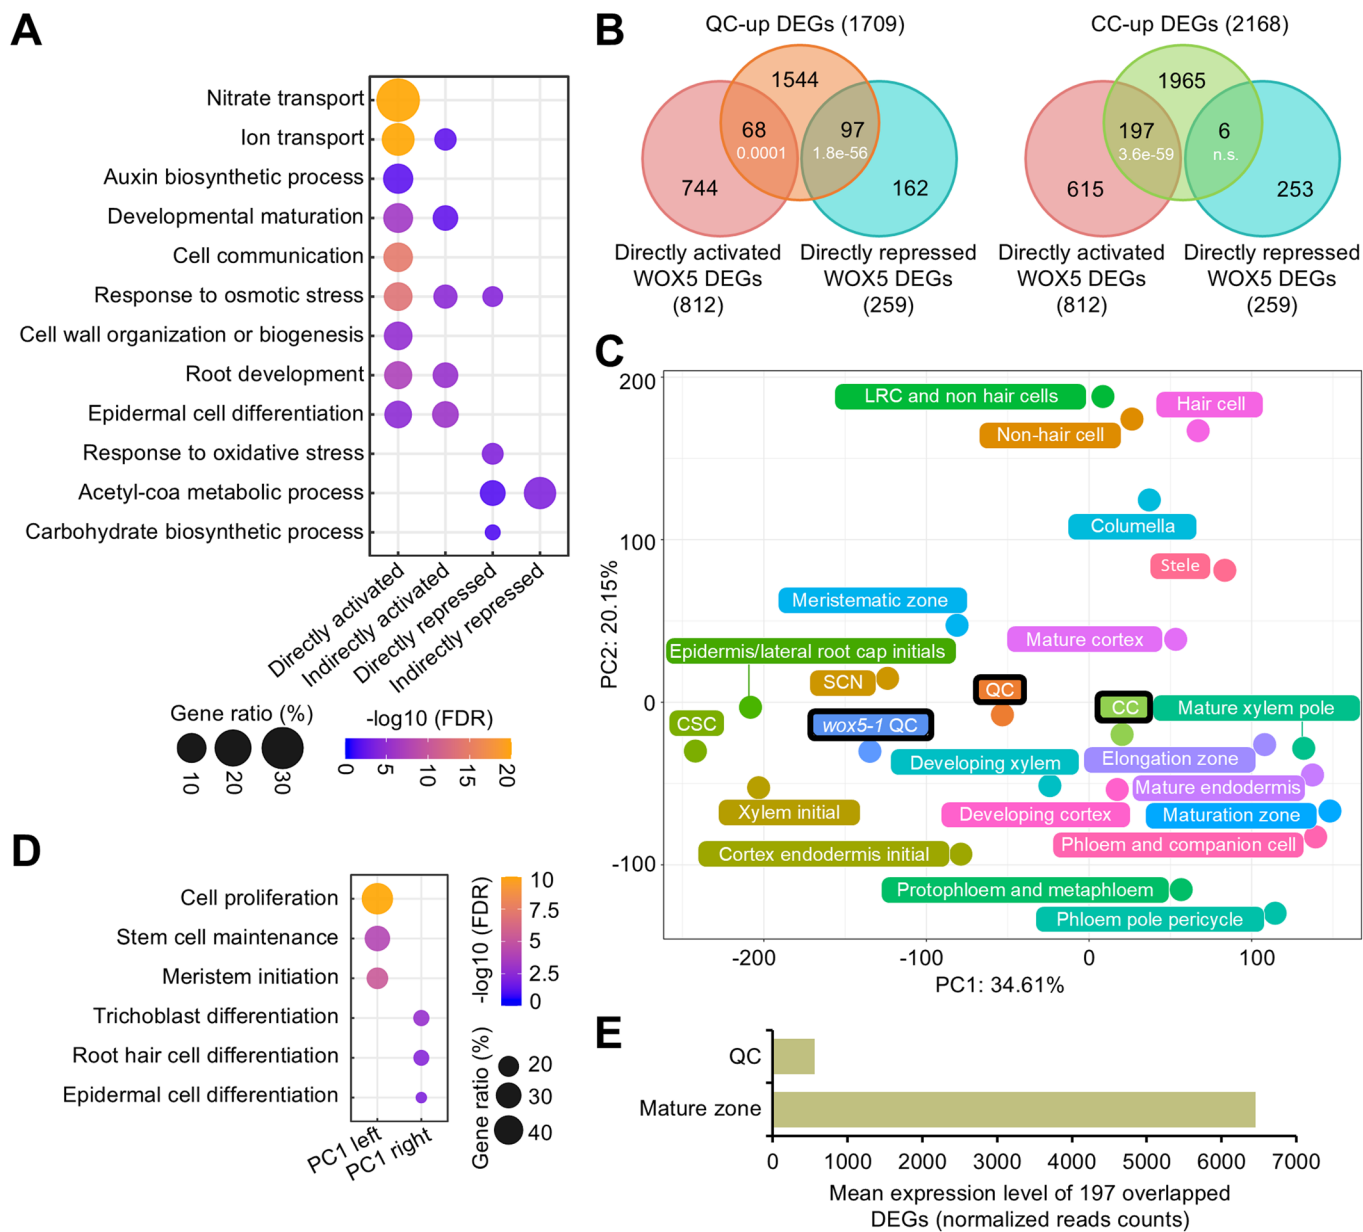 A
Nitrate transport
Ion transport
Auxin biosynthetic process
Developmental maturation
Cell communication
Response to osmotic stress
Cell wall organization or biogenesis
Root development
Epidermal cell differentiation
Response to oxidative stress
Acetyl-coa metabolic process
Carbohydrate biosynthetic process
Directly activated
Indirectly activated
Directly repressed
Indirectly repressed
Gene ratio (%)
10
20
30
-log10 (FDR)
0
5
10
15
20
B
QC-up DEGs (1709)
1544
68
0.0001
97
1.8e-56
744
162
Directly activated
WOX5 DEGs
(812)
Directly repressed
WOX5 DEGs
(259)
CC-up DEGs (2168)
1965
197
3.6e-59
6
n.s.
615
253
Directly activated
WOX5 DEGs
(812)
Directly repressed
WOX5 DEGs
(259)
C
PC2: 20.15%
200
100
0
-100
LRC and non hair cells
Hair cell
Non-hair cell
Columella
Stele
Meristematic zone
Mature cortex
Epidermis/lateral root cap initials
SCN
QC
CC
Mature xylem pole
CSC
wox5-1 QC
Developing xylem
Elongation zone
Mature endodermis
Xylem initial
Developing cortex
Maturation zone
Phloem and companion cell
Cortex endodermis initial
Protophloem and metaphloem
Phloem pole pericycle
-200
-100
0
100
PC1: 34.61%
D
Cell proliferation
Stem cell maintenance
Meristem initiation
Trichoblast differentiation
Root hair cell differentiation
Epidermal cell differentiation
PC1 left
PC1 right
-log10 (FDR)
10
7.5
5
2.5
0
Gene ratio (%)
20
30
40
E
QC
Mature zone
0
1000
2000
3000
4000
5000
6000
7000
Mean expression level of 197 overlapped
DEGs (normalized reads counts)